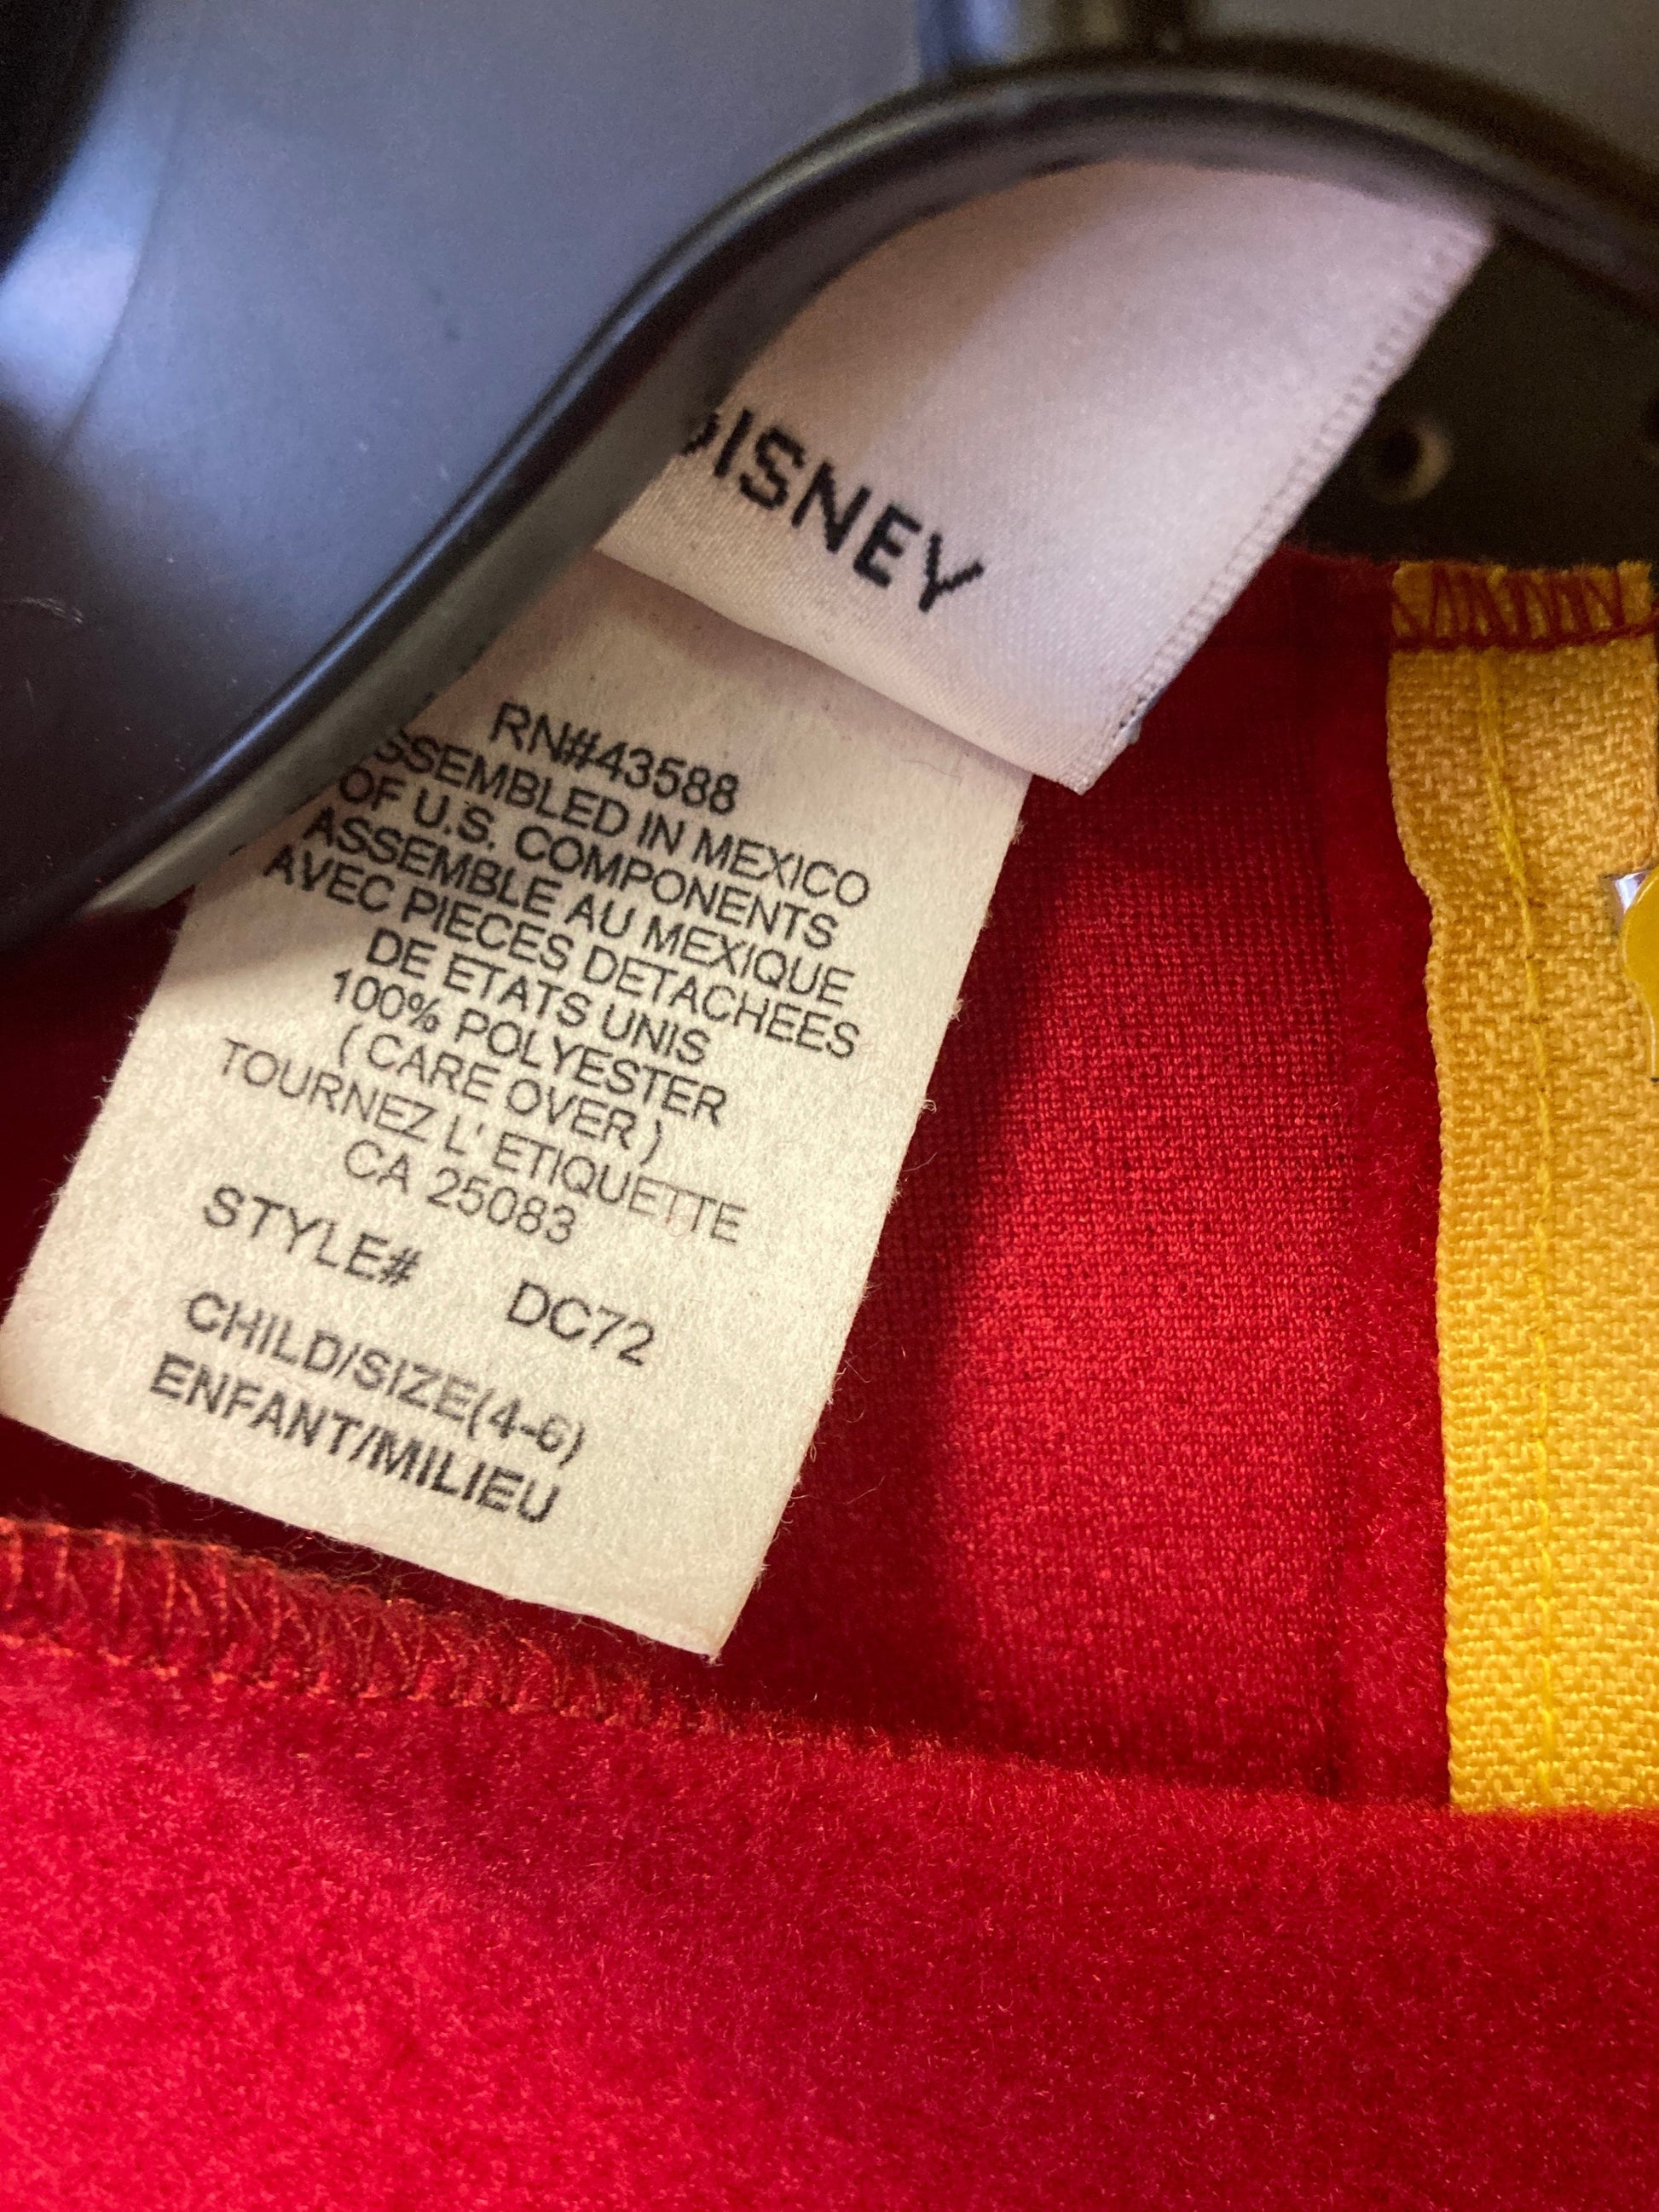 DISNEY
RN#43588
ASSEMBLED IN MEXICO
OF U.S. COMPONENTS
ASSEMBLE AU MEXIQUE
AVEC PIECES DETACHEES
DE ETATS UNIS
100% POLYESTER
( CARE OVER )
TOURNEZ L' ETIQUETTE
CA 25083
STYLE# DC72
CHILD/SIZE(4-6)
ENFANT/MILIEU